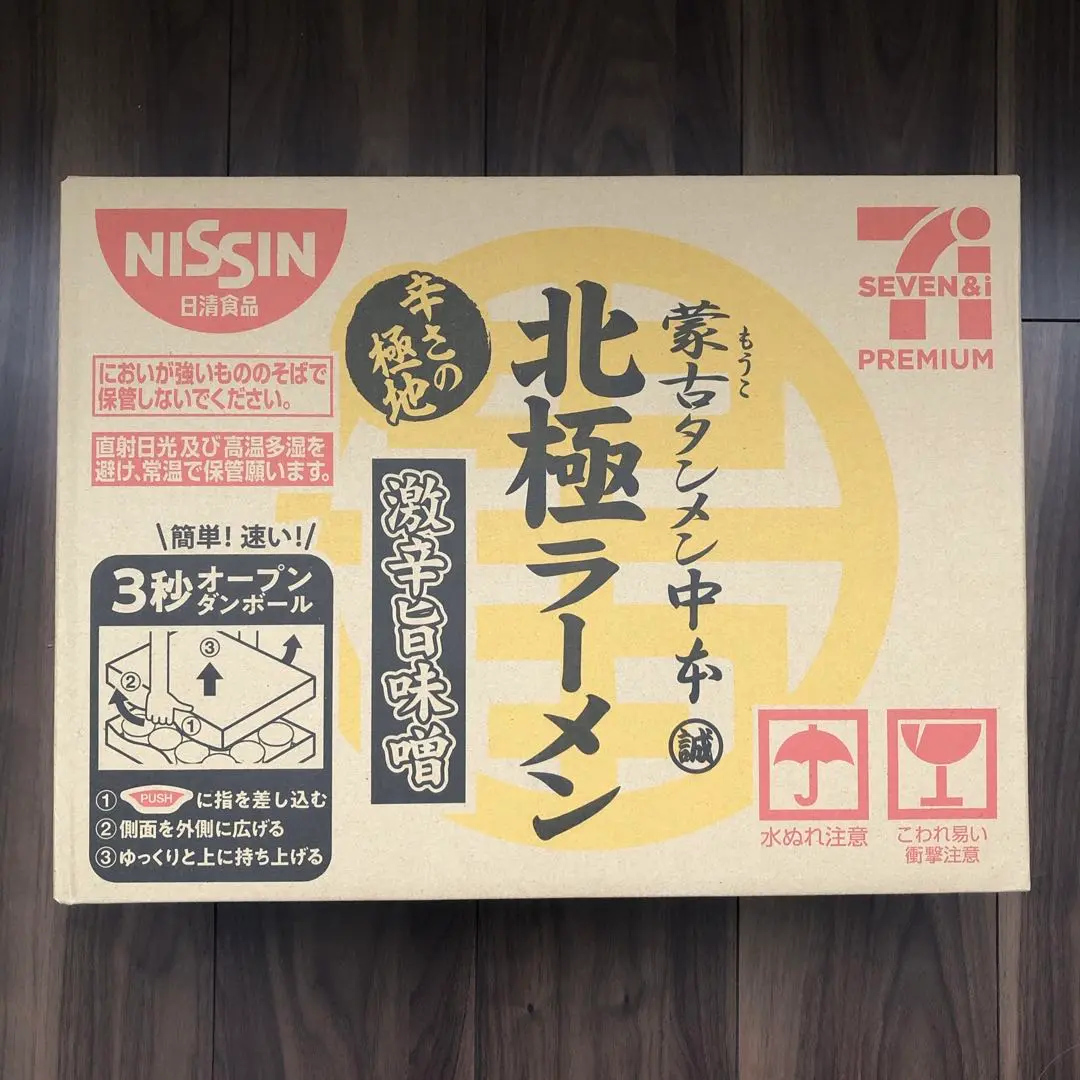 NISSIN
日清食品
においが強いもののそばで
保管しないでください。
直射日光及び高温多湿を
避け、常温で保管願います。
\簡単! 速い!/
3秒オープン
ダンボール
③
②
①
① PUSH に指を差し込む
②側面を外側に広げる
③ゆっくりと上に持ち上げる
辛さの
極地
激辛旨味噌
蒙古タンメン中本 誠
もうこ
北極ラーメン
7i
SEVEN&i
PREMIUM
水ぬれ注意
こわれ易い
衝撃注意